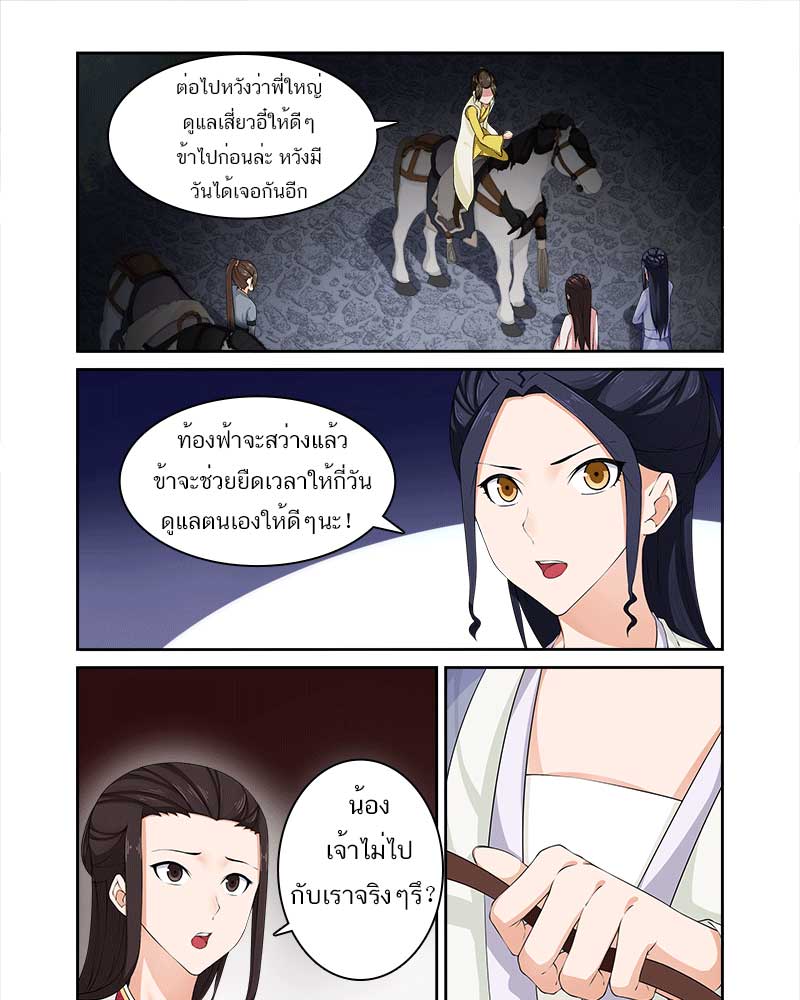 ต่อไปหวังว่าพี่ใหญ่
ดูแลเสี่ยวอี๋ให้ดีๆ
ข้าไปก่อนล่ะ หวังมี
วันได้เจอกันอีก
ท้องฟ้าจะสว่างแล้ว
ข้าจะช่วยยืดเวลาให้กี่วัน
ดูแลตนเองให้ดีๆนะ!
น้อง
เจ้าไม่ไป
กับเราจริงๆรึ?